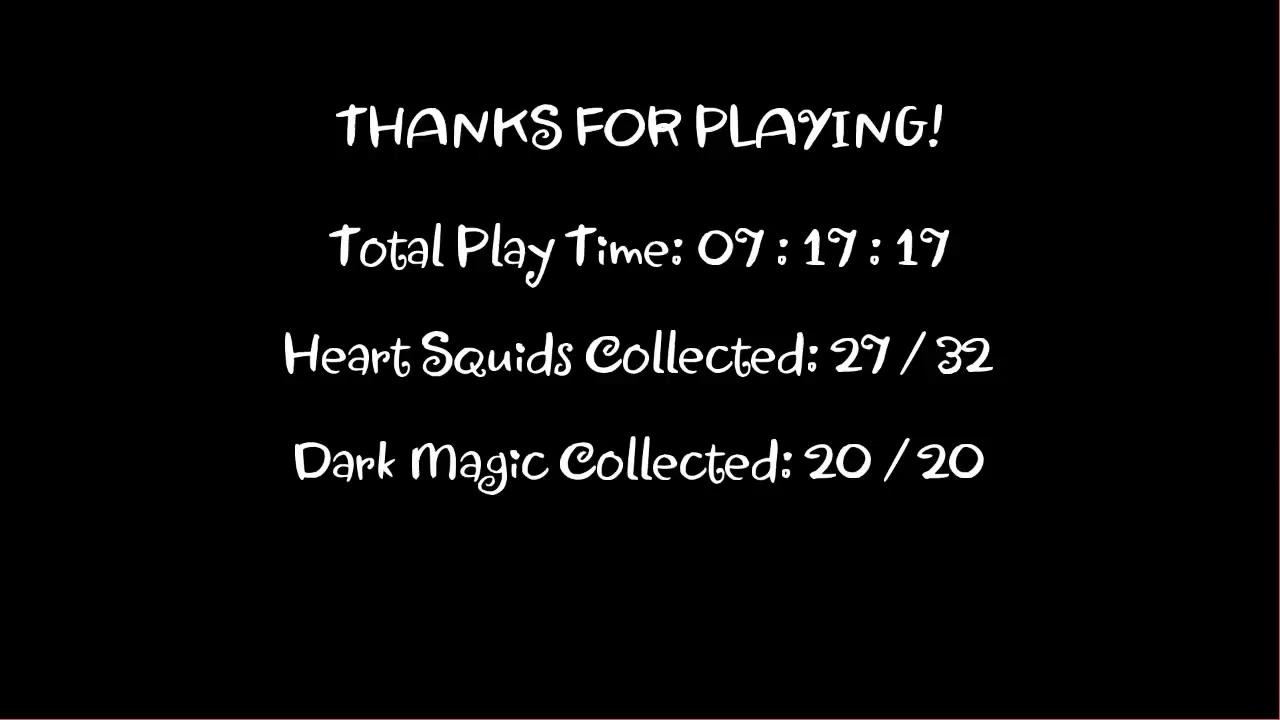 THANKS FOR PLAYING!
Total Play Time: 07 : 17 : 17
Heart Squids Collected: 27 / 32
Dark Magic Collected: 20 / 20